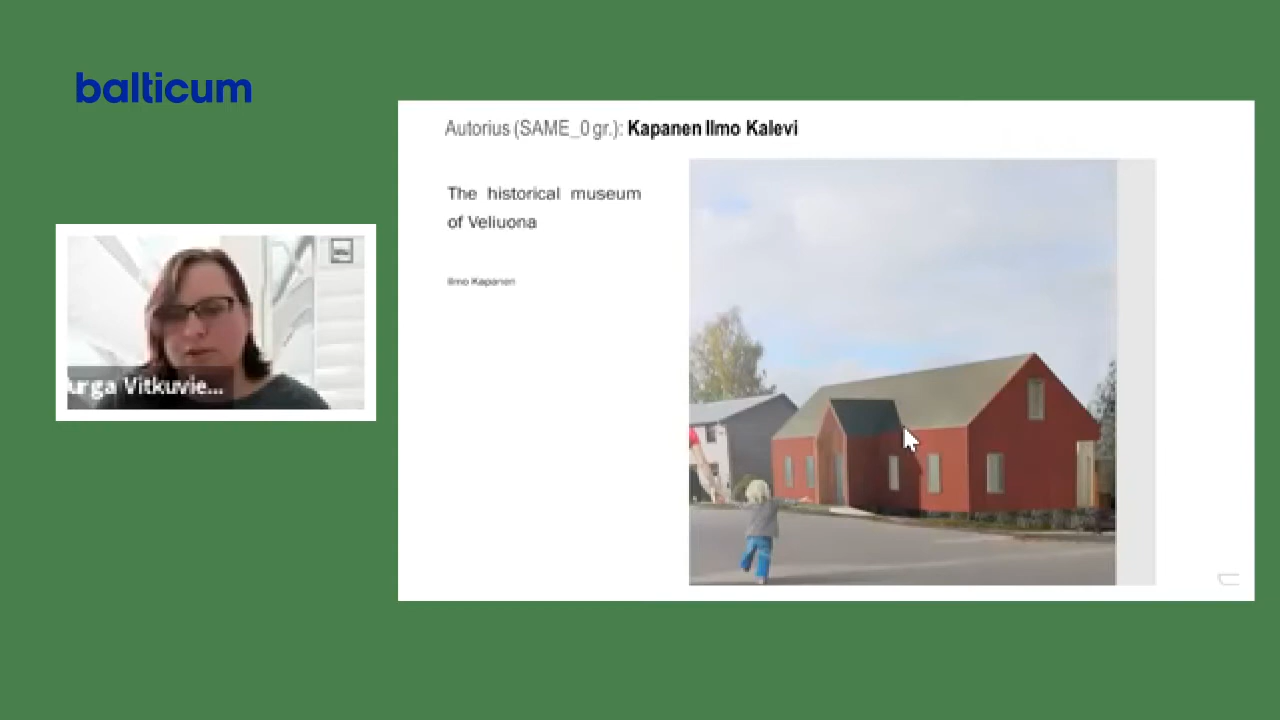 balticum
Autorius (SAME_0 gr.): Kapanen Ilmo Kalevi
The historical museum
of Veliuona
Ilmo Kapanen
urga Vitkuvie...